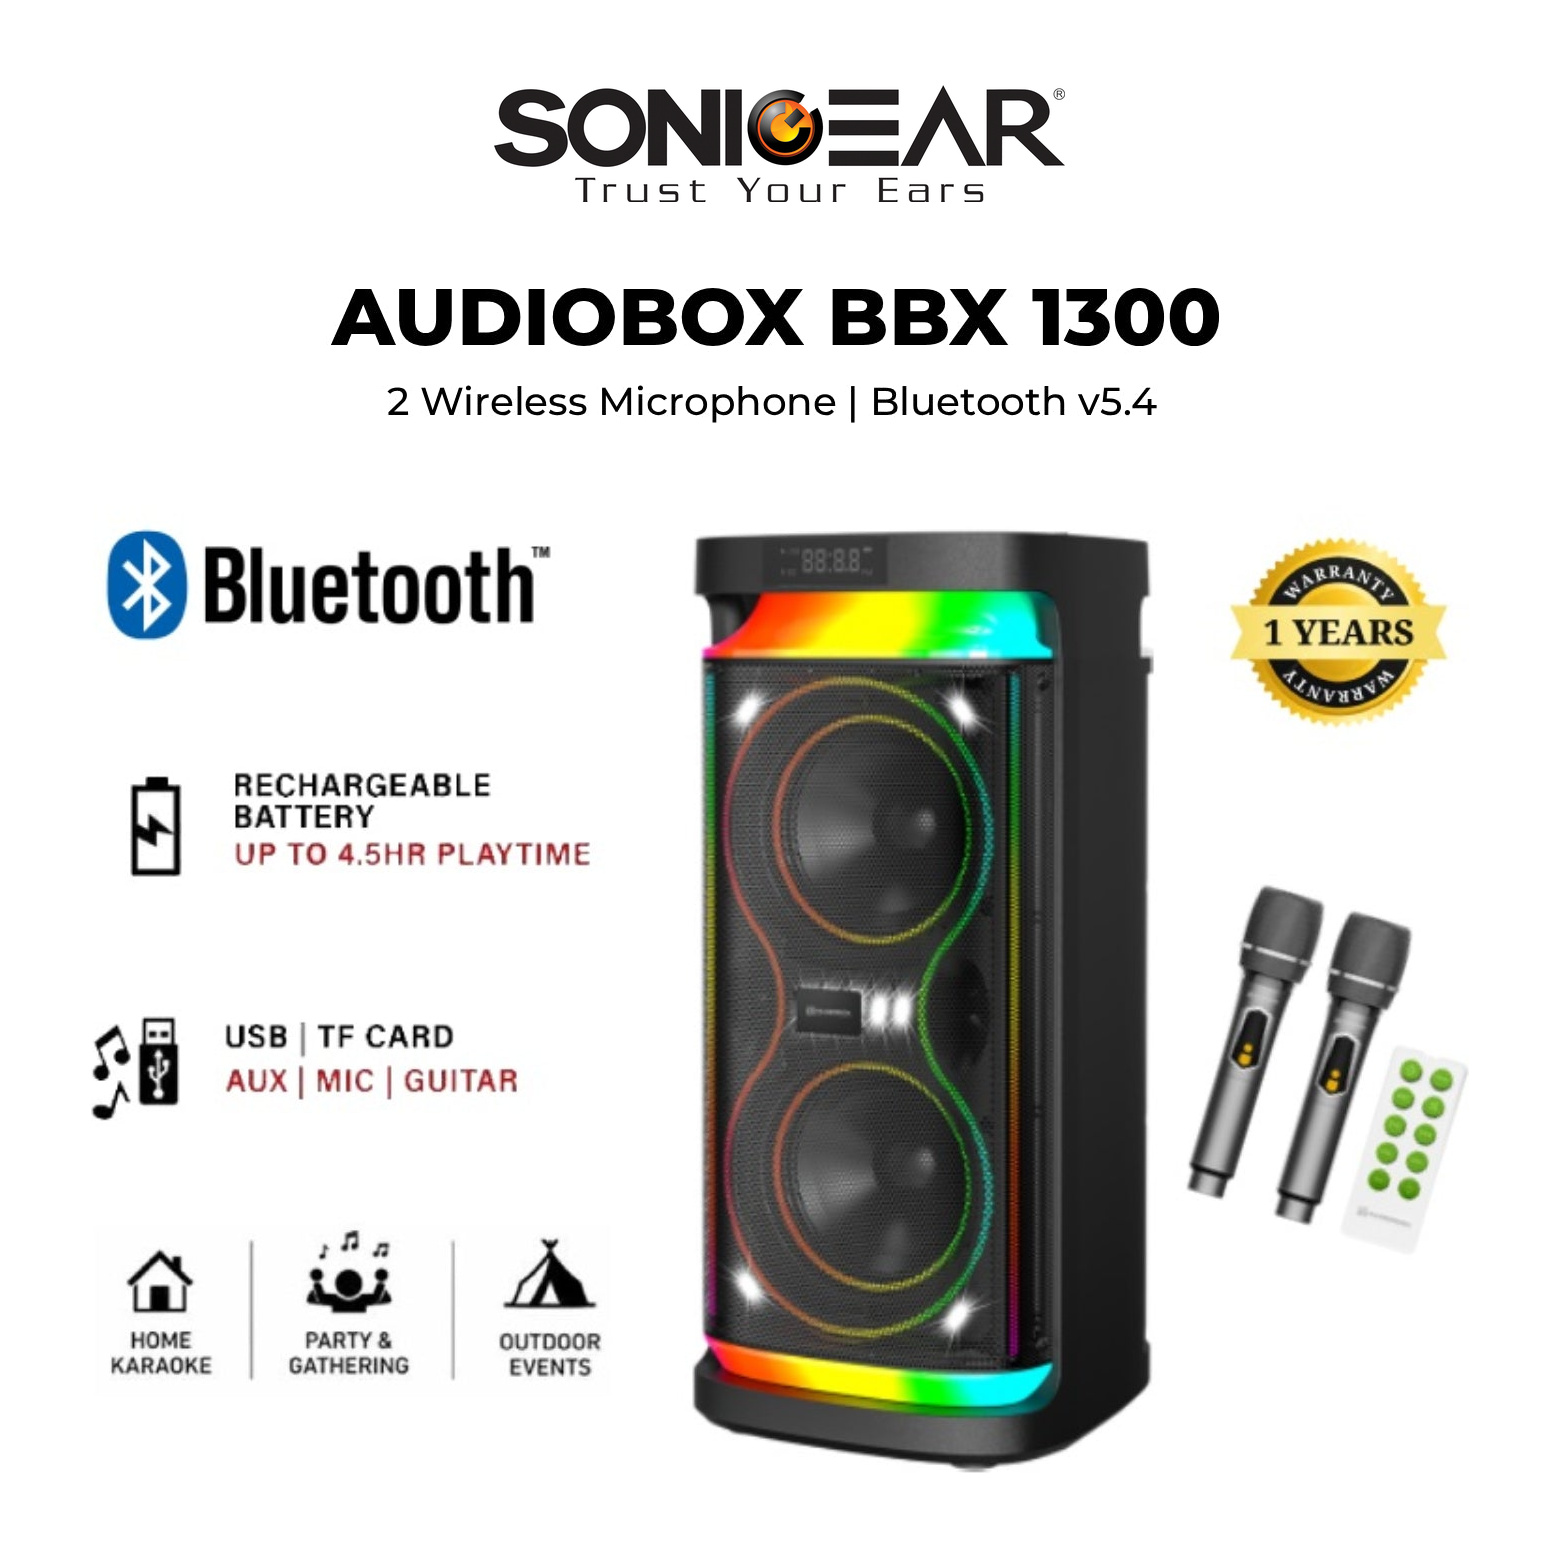 SONICGEAR®
Trust Your Ears
AUDIOBOX BBX 1300
2 Wireless Microphone | Bluetooth v5.4
Bluetooth™
RECHARGEABLE
BATTERY
UP TO 4.5HR PLAYTIME
USB | TF CARD
AUX | MIC | GUITAR
HOME
KARAOKE
PARTY &
GATHERING
OUTDOOR
EVENTS
88:8.8
WARRANTY
1 YEARS
WARRANTY